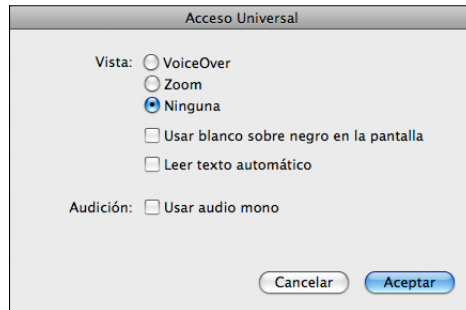 Acceso Universal
Vista: VoiceOver
Zoom
Ninguna
Usar blanco sobre negro en la pantalla
Leer texto automático
Audición: Usar audio mono
Cancelar Aceptar